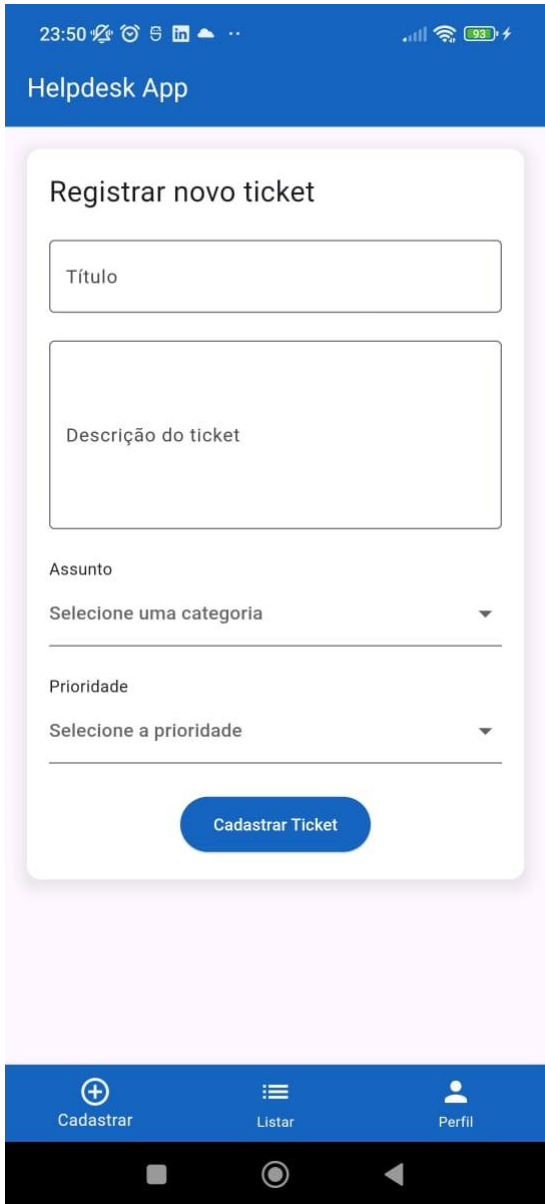 23:50
93
Helpdesk App
Registrar novo ticket
Título
Descrição do ticket
Assunto
Selecione uma categoria
Prioridade
Selecione a prioridade
Cadastrar Ticket
Cadastrar
Listar
Perfil